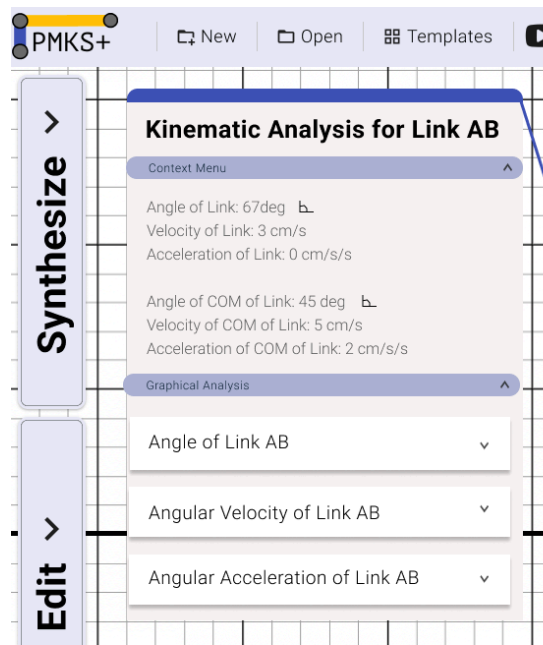 PMKS+
New
Open
Templates
Synthesize
Edit
Kinematic Analysis for Link AB
Context Menu
Angle of Link: 67deg
Velocity of Link: 3 cm/s
Acceleration of Link: 0 cm/s/s
Angle of COM of Link: 45 deg
Velocity of COM of Link: 5 cm/s
Acceleration of COM of Link: 2 cm/s/s
Graphical Analysis
Angle of Link AB
Angular Velocity of Link AB
Angular Acceleration of Link AB